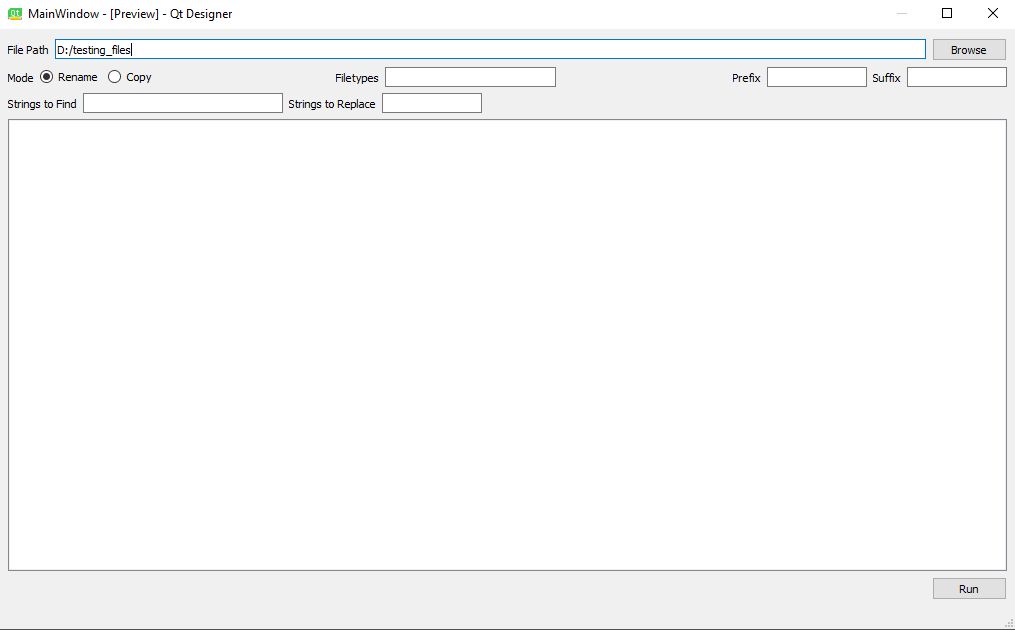 Qt MainWindow - [Preview] - Qt Designer
File Path D:/testing_files Browse
Mode Rename Copy Filetypes Prefix Suffix
Strings to Find Strings to Replace
Run